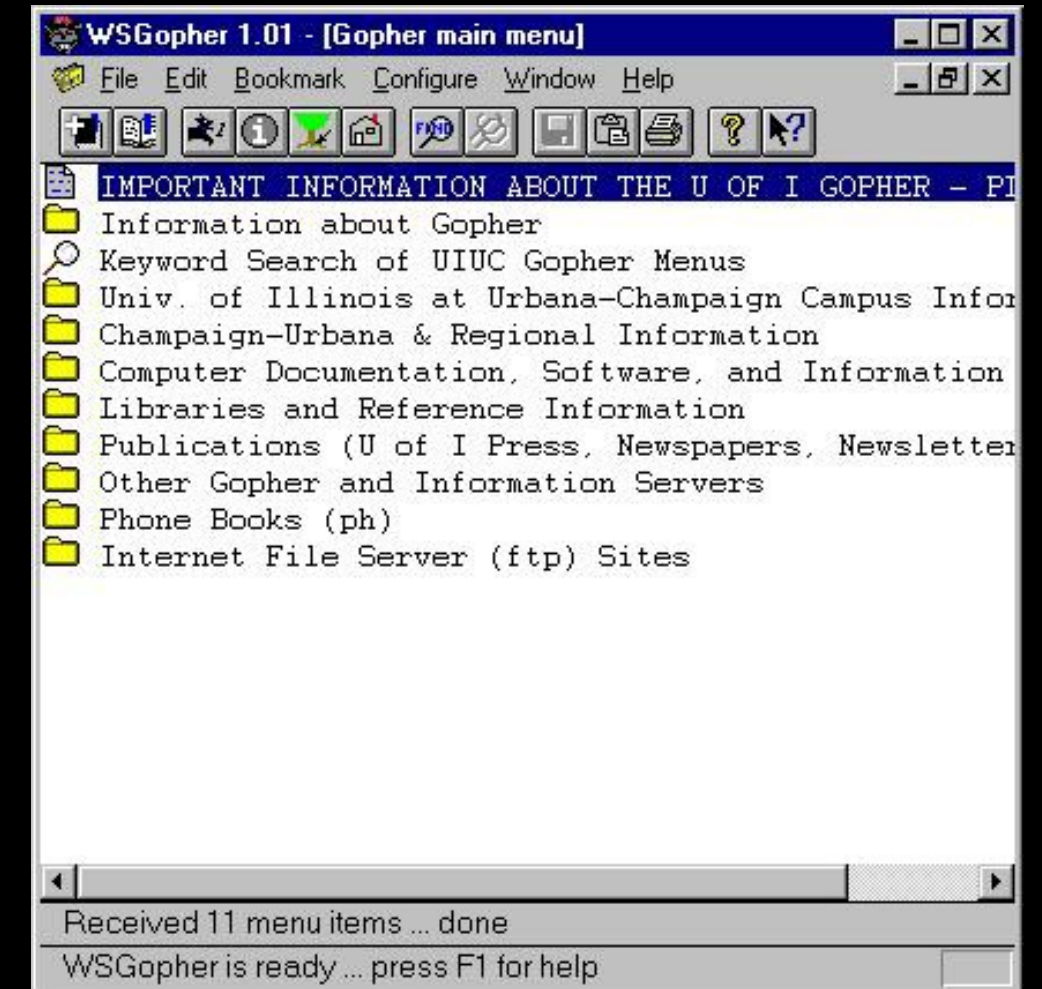 WSGopher 1.01 - [Gopher main menu]
File Edit Bookmark Configure Window Help
FIND
IMPORTANT INFORMATION ABOUT THE U OF I GOPHER - Pl
Information about Gopher
Keyword Search of UIUC Gopher Menus
Univ. of Illinois at Urbana-Champaign Campus Infor
Champaign-Urbana & Regional Information
Computer Documentation, Software, and Information
Libraries and Reference Information
Publications (U of I Press, Newspapers, Newsletter
Other Gopher and Information Servers
Phone Books (ph)
Internet File Server (ftp) Sites
Received 11 menu items ... done
WSGopher is ready ... press F1 for help